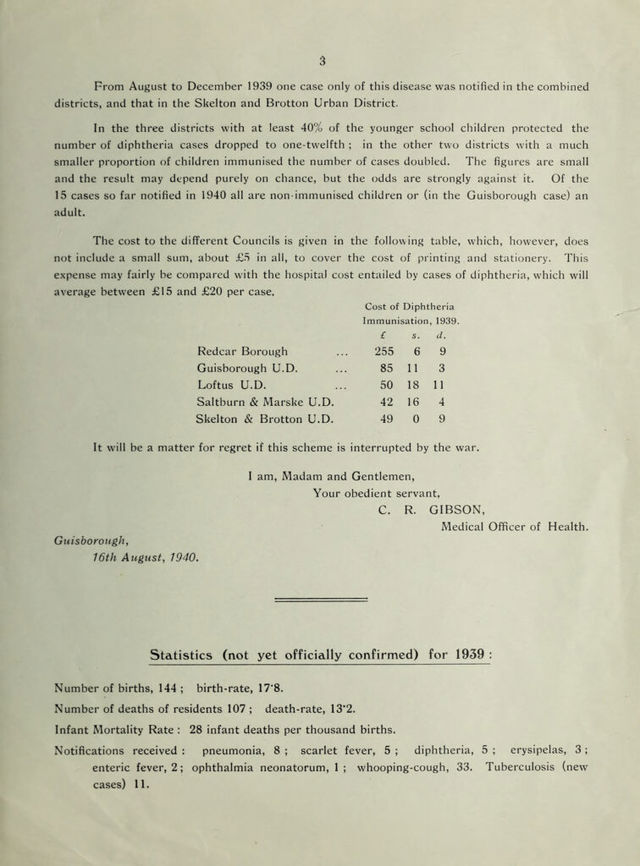 3
From August to December 1939 one case only of this disease was notified in the combined
districts, and that in the Skelton and Brotton Urban District.
In the three districts with at least 40% of the younger school children protected the
number of diphtheria cases dropped to one-twelfth ; in the other two districts with a much
smaller proportion of children immunised the number of cases doubled. The figures are small
and the result may depend purely on chance, but the odds are strongly against it. Of the
15 cases so far notified in 1940 all are non-immunised children or (in the Guisborough case) an
adult.
The cost to the different Councils is given in the following table, which, however, does
not include a small sum, about £5 in all, to cover the cost of printing and stationery. This
expense may fairly be compared with the hospital cost entailed by cases of diphtheria, which will
average between £15 and £20 per case.
Cost of Diphtheria
Immunisation, 1939.
£ s. d.
Redcar Borough ... 255 6 9
Guisborough U.D. ... 85 11 3
Loftus U.D. ... 50 18 11
Saltburn & Marske U.D. 42 16 4
Skelton & Brotton U.D. 49 0 9
It will be a matter for regret if this scheme is interrupted by the war.
I am, Madam and Gentlemen,
Your obedient servant,
C. R. GIBSON,
Medical Officer of Health.
Guisborough,
16th August, 1940.
Statistics (not yet officially confirmed) for 1939 :
Number of births, 144 ; birth-rate, 17·8.
Number of deaths of residents 107 ; death-rate, 13·2.
Infant Mortality Rate : 28 infant deaths per thousand births.
Notifications received : pneumonia, 8 ; scarlet fever, 5 ; diphtheria, 5 ; erysipelas, 3 ;
enteric fever, 2 ; ophthalmia neonatorum, 1 ; whooping-cough, 33. Tuberculosis (new
cases) 11.